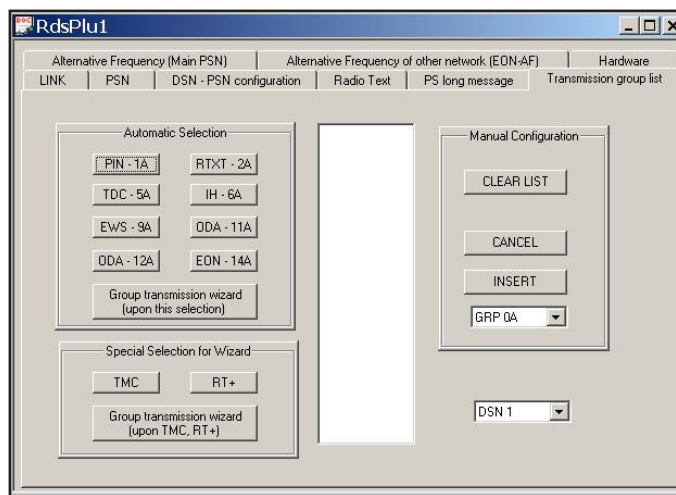 RdsPlu1
Alternative Frequency (Main PSN)
Alternative Frequency of other network (EON-AF)
Hardware
LINK
PSN
DSN - PSN configuration
Radio Text
PS long message
Transmission group list
Automatic Selection
PIN - 1A
RTXT - 2A
TDC - 5A
IH - 6A
EWS - 9A
ODA - 11A
ODA - 12A
EON - 14A
Group transmission wizard
(upon this selection)
Special Selection for Wizard
TMC
RT+
Group transmission wizard
(upon TMC, RT+)
Manual Configuration
CLEAR LIST
CANCEL
INSERT
GRP 0A
DSN 1